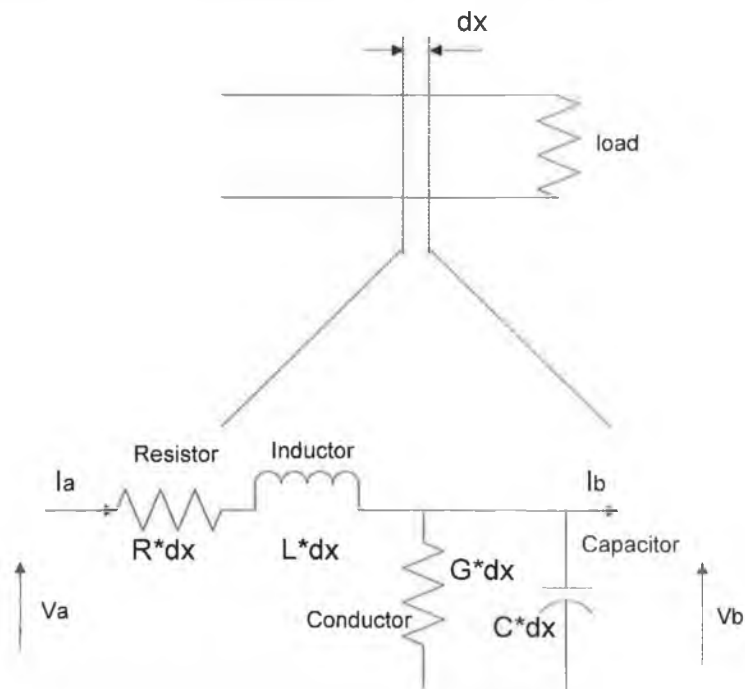 dx
load
Resistor
Inductor
Ia
Ib
R*dx
L*dx
G*dx
Capacitor
Va
Conductor
C*dx
Vb